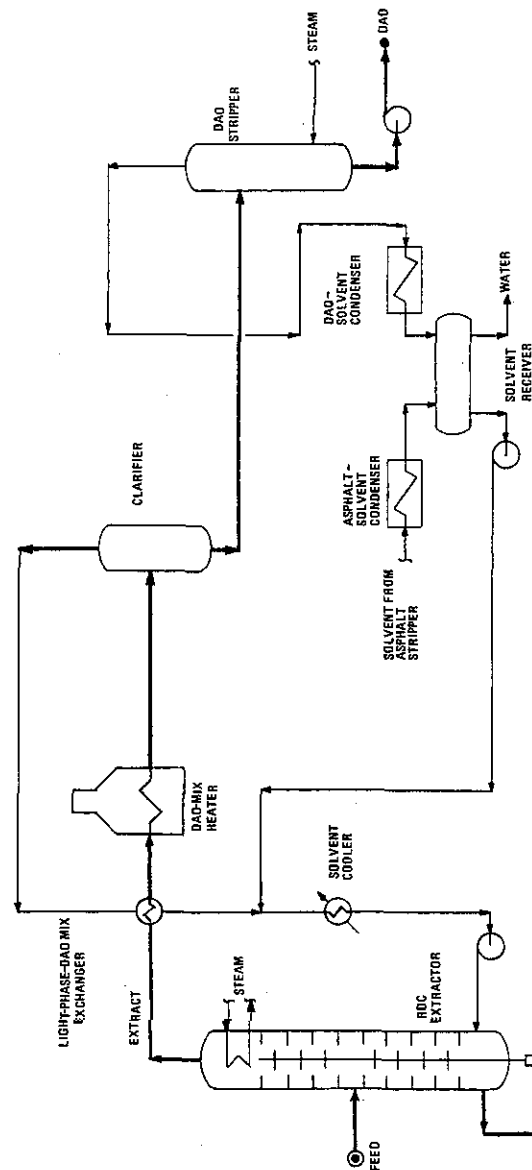 FEED
STEAM
RDC
EXTRACTOR
EXTRACT
LIGHT-PHASE-DAO MIX
EXCHANGER
SOLVENT
COOLER
DAO-MIX
HEATER
CLARIFIER
SOLVENT FROM
ASPHALT
STRIPPER
ASPHALT-
SOLVENT
CONDENSER
DAO-
SOLVENT
CONDENSER
SOLVENT
RECEIVER
WATER
DAO
STRIPPER
STEAM
DAO